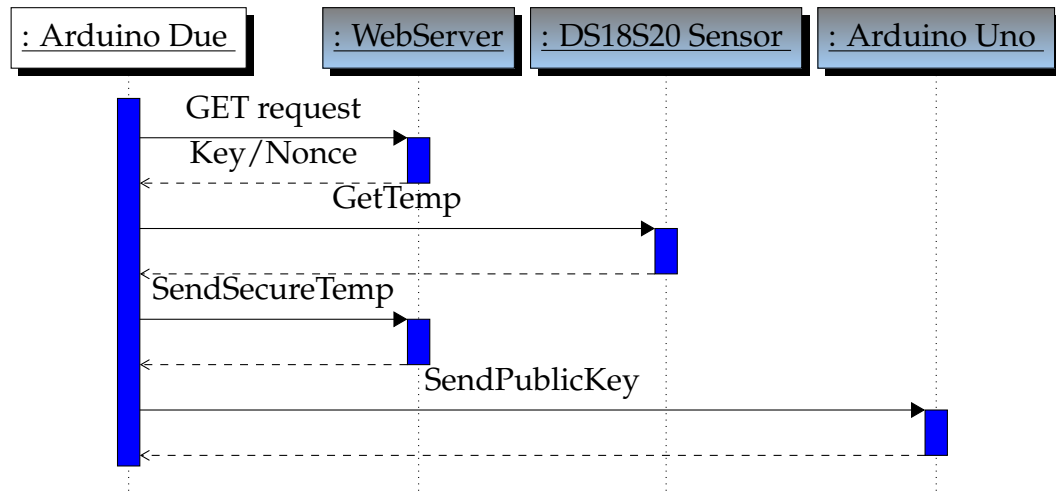 : Arduino Due
: WebServer
: DS18S20 Sensor
: Arduino Uno
GET request
Key/Nonce
GetTemp
SendSecureTemp
SendPublicKey